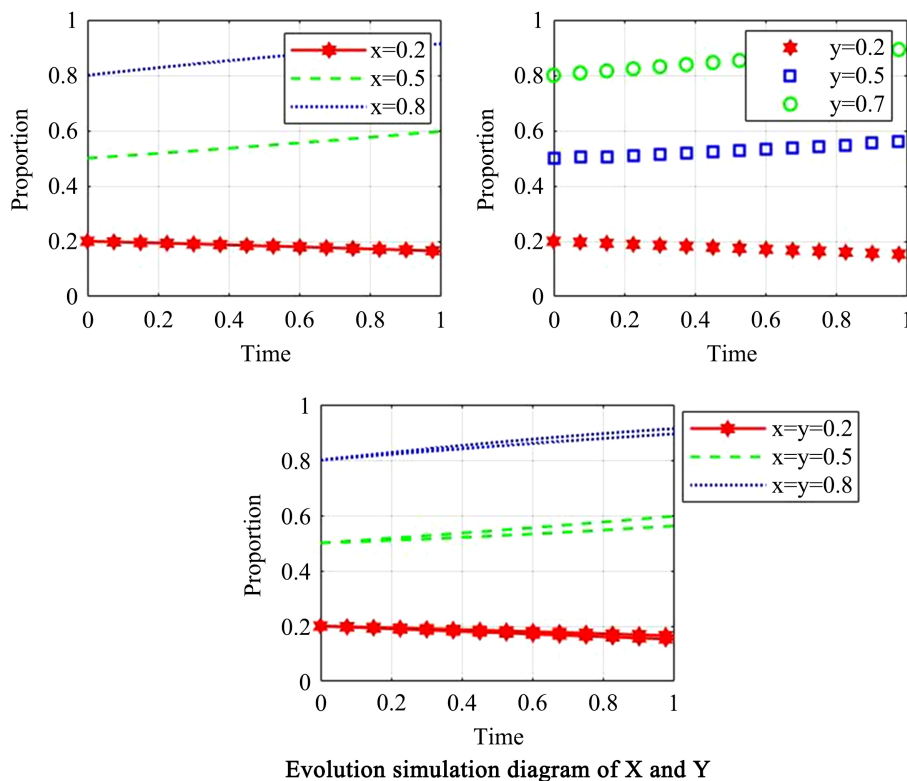 1
0.8
0.6
0.4
0.2
0
Proportion
0 0.2 0.4 0.6 0.8 1
Time
x=0.2
x=0.5
x=0.8
1
0.8
0.6
0.4
0.2
0
Proportion
0 0.2 0.4 0.6 0.8 1
Time
y=0.2
y=0.5
y=0.7
1
0.8
0.6
0.4
0.2
0
Proportion
0 0.2 0.4 0.6 0.8 1
Time
x=y=0.2
x=y=0.5
x=y=0.8
Evolution simulation diagram of X and Y